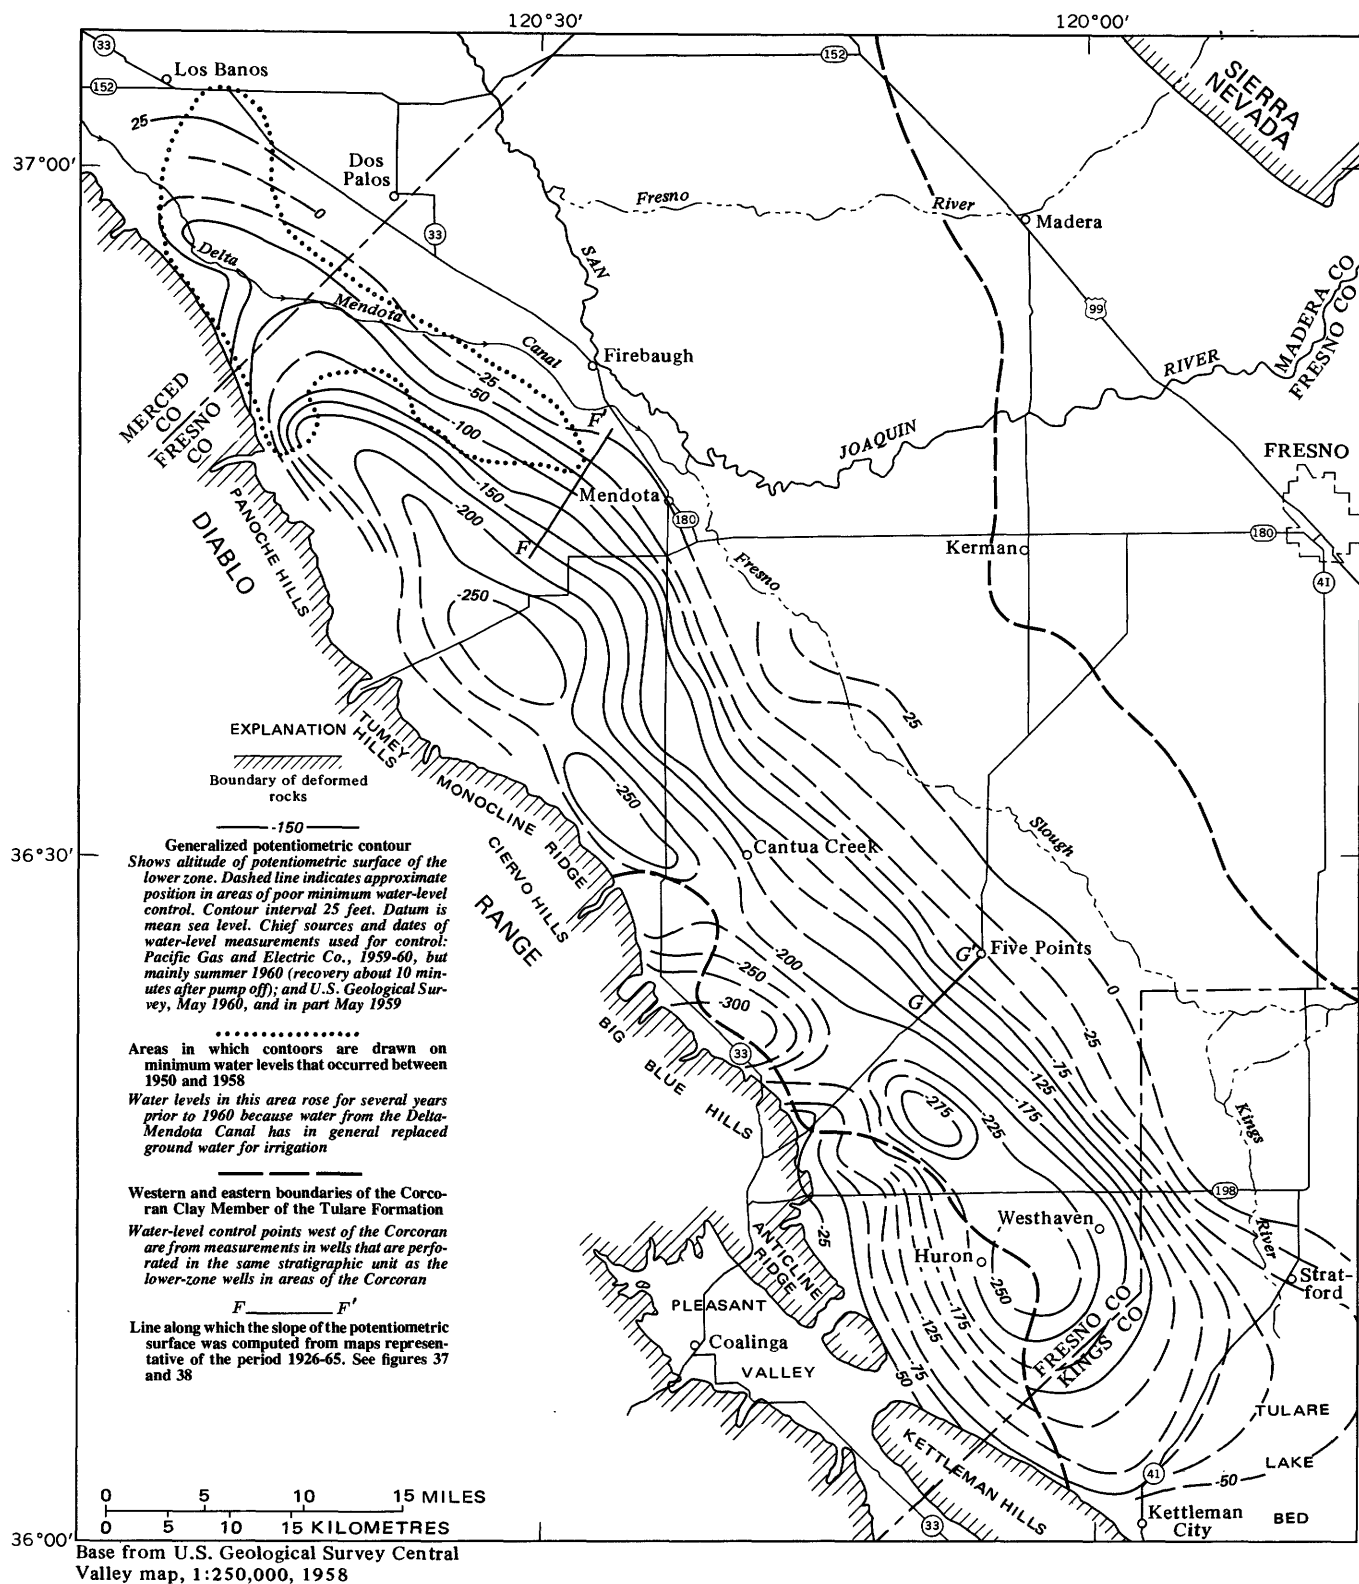 120°30'
120°00'
33
Los Banos
152
152
SIERRA
NEVADA
25
37°00'
Dos
Palos
0
Fresno
River
Madera
33
Delta
SAN
Mendota
Canal
Firebaugh
99
MADERA CO
FRESNO CO
RIVER
MERCED
CO
FRESNO
CO
-25
-50
-100
F'
JOAQUIN
FRESNO
PANOCHE HILLS
DIABLO
-150
-200
Mendota
180
F
Kerman
180
41
Fresno
-250
25
EXPLANATION
TUMEY
HILLS
Boundary of deformed
rocks
MONOCLINE RIDGE
-250
-150
Generalized potentiometric contour
Shows altitude of potentiometric surface of the
lower zone. Dashed line indicates approximate
position in areas of poor minimum water-level
control. Contour interval 25 feet. Datum is
mean sea level. Chief sources and dates of
water-level measurements used for control:
Pacific Gas and Electric Co., 1959-60, but
mainly summer 1960 (recovery about 10 min-
utes after pump off); and U.S. Geological Sur-
vey, May 1960, and in part May 1959
36°30'
CIERVO HILLS
RANGE
Cantua Creek
Slough
-200
-250
-300
G'
Five Points
G
0
BIG
BLUE
HILLS
33
-25
-75
-125
-175
-275
-225
Kings
River
Areas in which contoors are drawn on
minimum water levels that occurred between
1950 and 1958
Water levels in this area rose for several years
prior to 1960 because water from the Delta-
Mendota Canal has in general replaced
ground water for irrigation
Western and eastern boundaries of the Corco-
ran Clay Member of the Tulare Formation
Water-level control points west of the Corcoran
are from measurements in wells that are perfo-
rated in the same stratigraphic unit as the
lower-zone wells in areas of the Corcoran
F F'
Line along which the slope of the potentiometric
surface was computed from maps represen-
tative of the period 1926-65. See figures 37
and 38
198
Westhaven
Huron
-25
ANTICLINE
RIDGE
-250
Strat-
ford
PLEASANT
VALLEY
Coalinga
-175
-125
-75
-50
FRESNO CO
KINGS CO
TULARE
LAKE
BED
-50
41
KETTLEMAN HILLS
Kettleman
City
33
0 5 10 15 MILES
0 5 10 15 KILOMETRES
36°00'
Base from U.S. Geological Survey Central
Valley map, 1:250,000, 1958